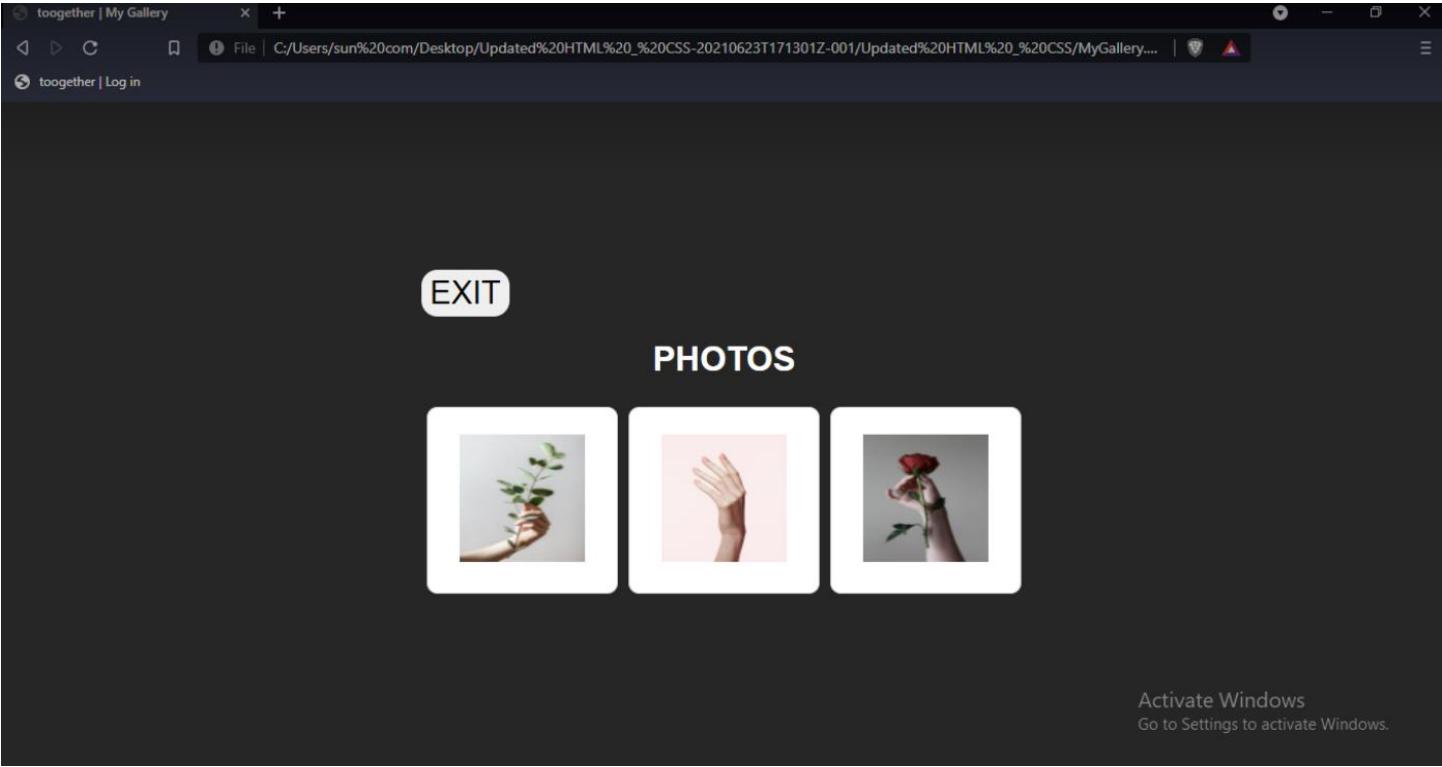 toogether | My Gallery
File | C:/Users/sun%20com/Desktop/Updated%20HTML%20_%20CSS-20210623T171301Z-001/Updated%20HTML%20_%20CSS/MyGallery....
toogether | Log in
EXIT
PHOTOS
Activate Windows
Go to Settings to activate Windows.